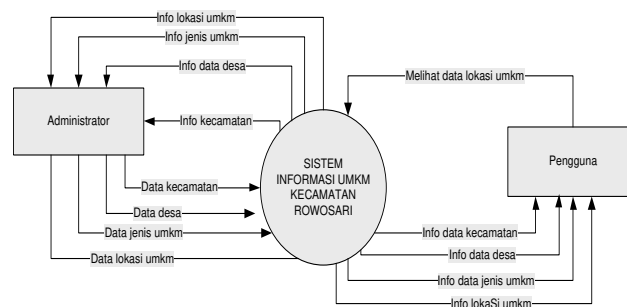 Info lokasi umkm
Info jenis umkm
Info data desa
Melihat data lokasi umkm
Administrator
Info kecamatan
SISTEM
INFORMASI UMKM
KECAMATAN
ROWOSARI
Pengguna
Data kecamatan
Data desa
Data jenis umkm
Data lokasi umkm
Info data kecamatan
Info data desa
Info data jenis umkm
Info lokaSi umkm